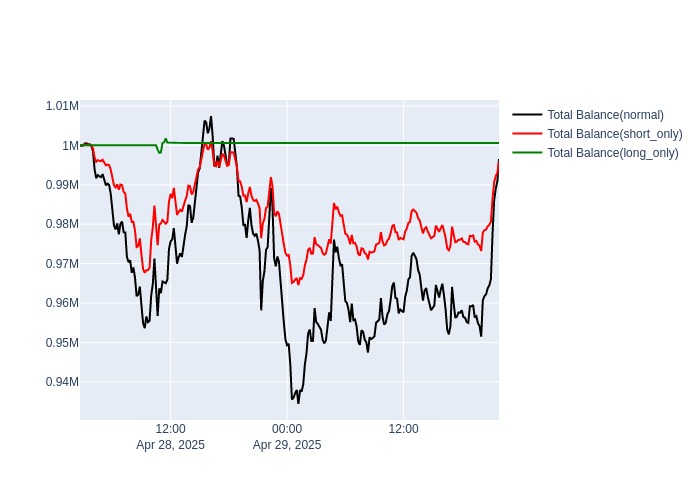 1.01M
1M
0.99M
0.98M
0.97M
0.96M
0.95M
0.94M
12:00
Apr 28, 2025
00:00
Apr 29, 2025
12:00
Total Balance(normal)
Total Balance(short_only)
Total Balance(long_only)